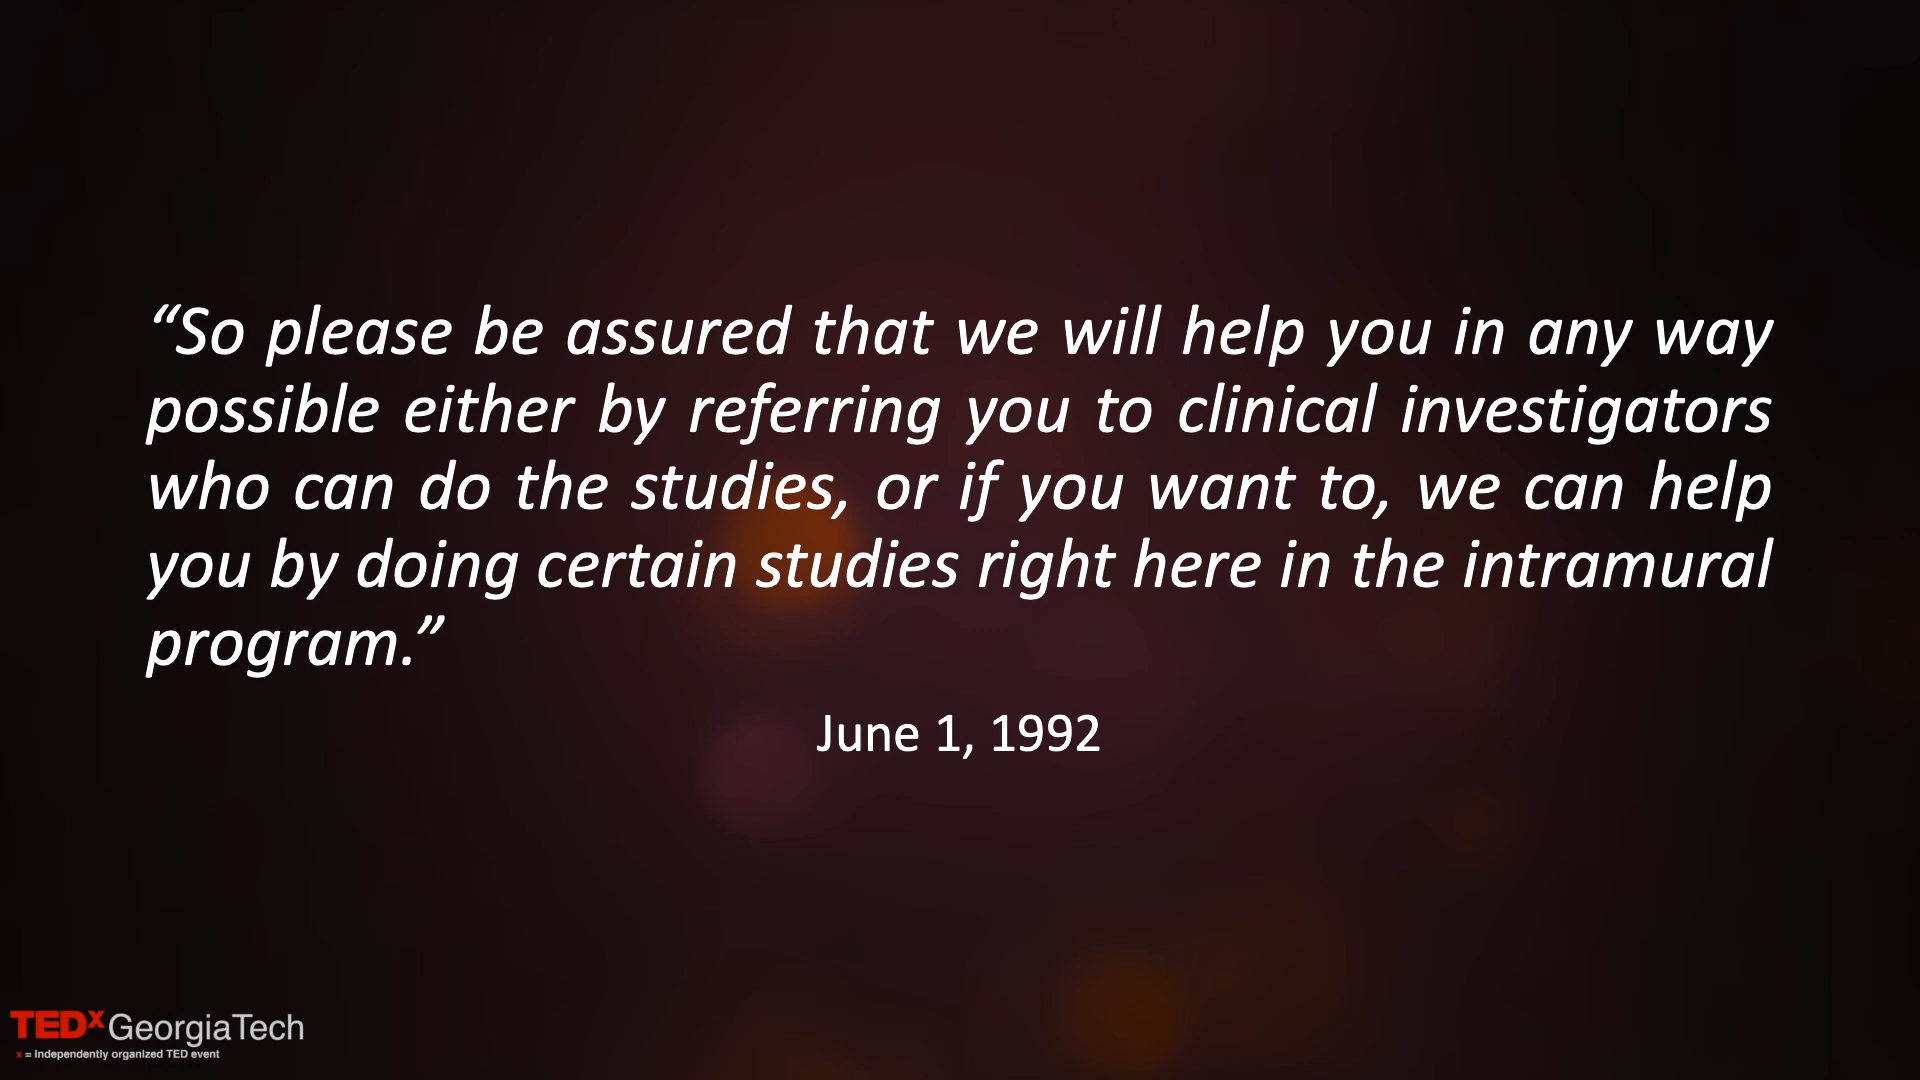 “So please be assured that we will help you in any way
possible either by referring you to clinical investigators
who can do the studies, or if you want to, we can help
you by doing certain studies right here in the intramural
program.”
June 1, 1992
TEDx GeorgiaTech
x = Independently organized TED event